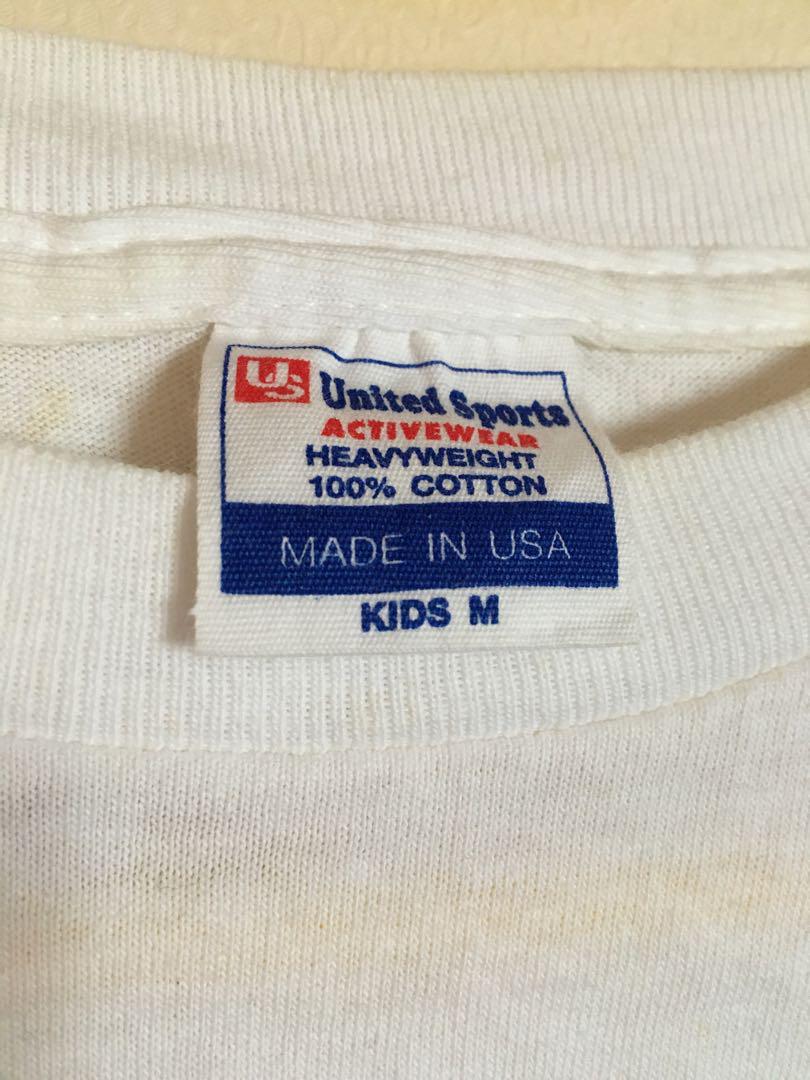 US United Sports
ACTIVEWEAR
HEAVYWEIGHT
100% COTTON
MADE IN USA
KIDS M